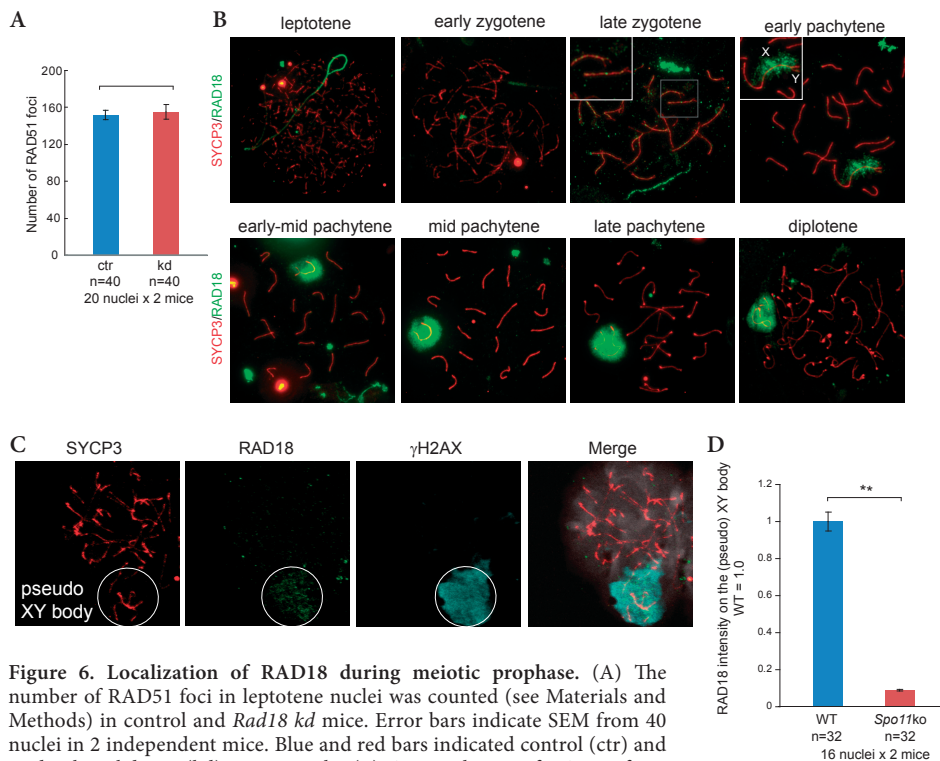 A
Number of RAD51 foci
200
160
120
80
40
0
ctr
n=40
kd
n=40
20 nuclei x 2 mice
B
leptotene
early zygotene
late zygotene
early pachytene
SYCP3/RAD18
X
Y
early-mid pachytene
mid pachytene
late pachytene
diplotene
SYCP3/RAD18
C
SYCP3
RAD18
γH2AX
Merge
pseudo
XY body
D
RAD18 intensity on the (pseudo) XY body
WT = 1.0
1.2
1
0.8
0.6
0.4
0.2
0
**
WT
n=32
Spo11ko
n=32
16 nuclei x 2 mice
Figure 6. Localization of RAD18 during meiotic prophase. (A) The
number of RAD51 foci in leptotene nuclei was counted (see Materials and
Methods) in control and Rad18 kd mice. Error bars indicate SEM from 40
nuclei in 2 independent mice. Blue and red bars indicated control (ctr) and